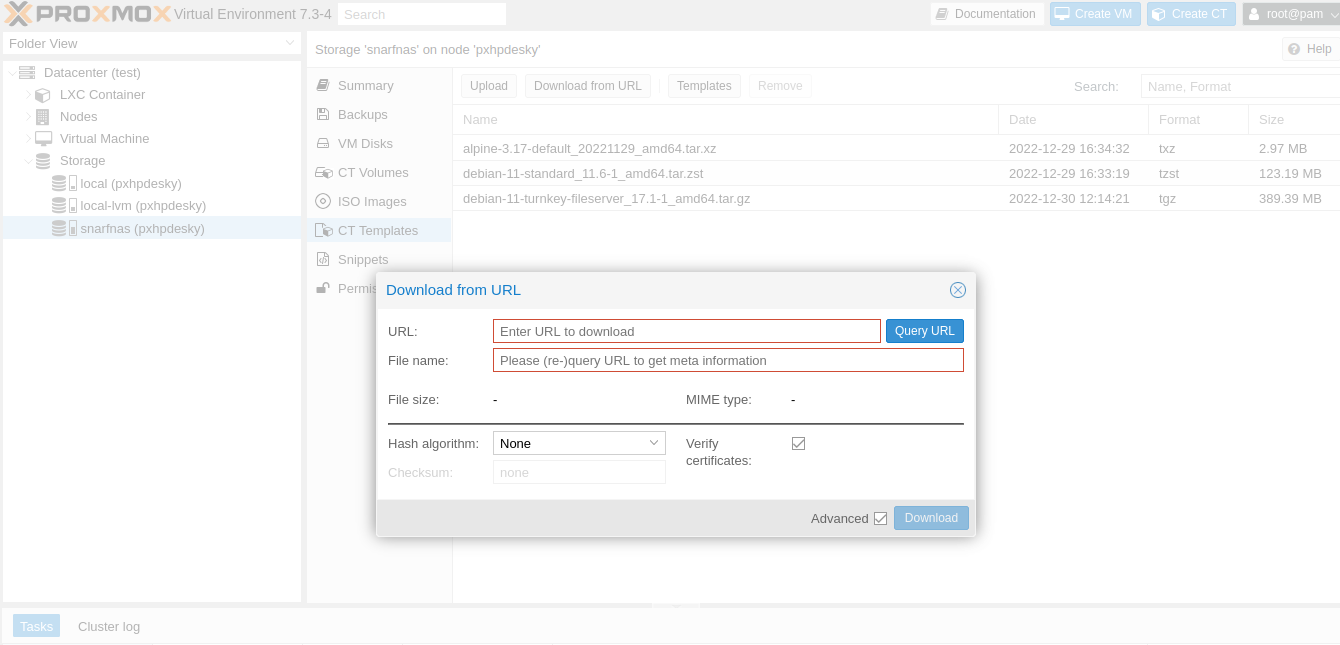 PROXMOX Virtual Environment 7.3-4 Search Documentation Create VM Create CT root@pam
Folder View
Storage 'snarfnas' on node 'pxhpdesky' Help
Datacenter (test)
LXC Container
Nodes
Virtual Machine
Storage
local (pxhpdesky)
local-lvm (pxhpdesky)
snarfnas (pxhpdesky)
Summary
Backups
VM Disks
CT Volumes
ISO Images
CT Templates
Snippets
Permis
Upload Download from URL Templates Remove Search: Name, Format
Name Date Format Size
alpine-3.17-default_20221129_amd64.tar.xz 2022-12-29 16:34:32 txz 2.97 MB
debian-11-standard_11.6-1_amd64.tar.zst 2022-12-29 16:33:19 tzst 123.19 MB
debian-11-turnkey-fileserver_17.1-1_amd64.tar.gz 2022-12-30 12:14:21 tgz 389.39 MB
Download from URL
URL: Enter URL to download Query URL
File name: Please (re-)query URL to get meta information
File size: - MIME type: -
Hash algorithm: None Verify
certificates:
Checksum: none
Advanced Download
Tasks Cluster log